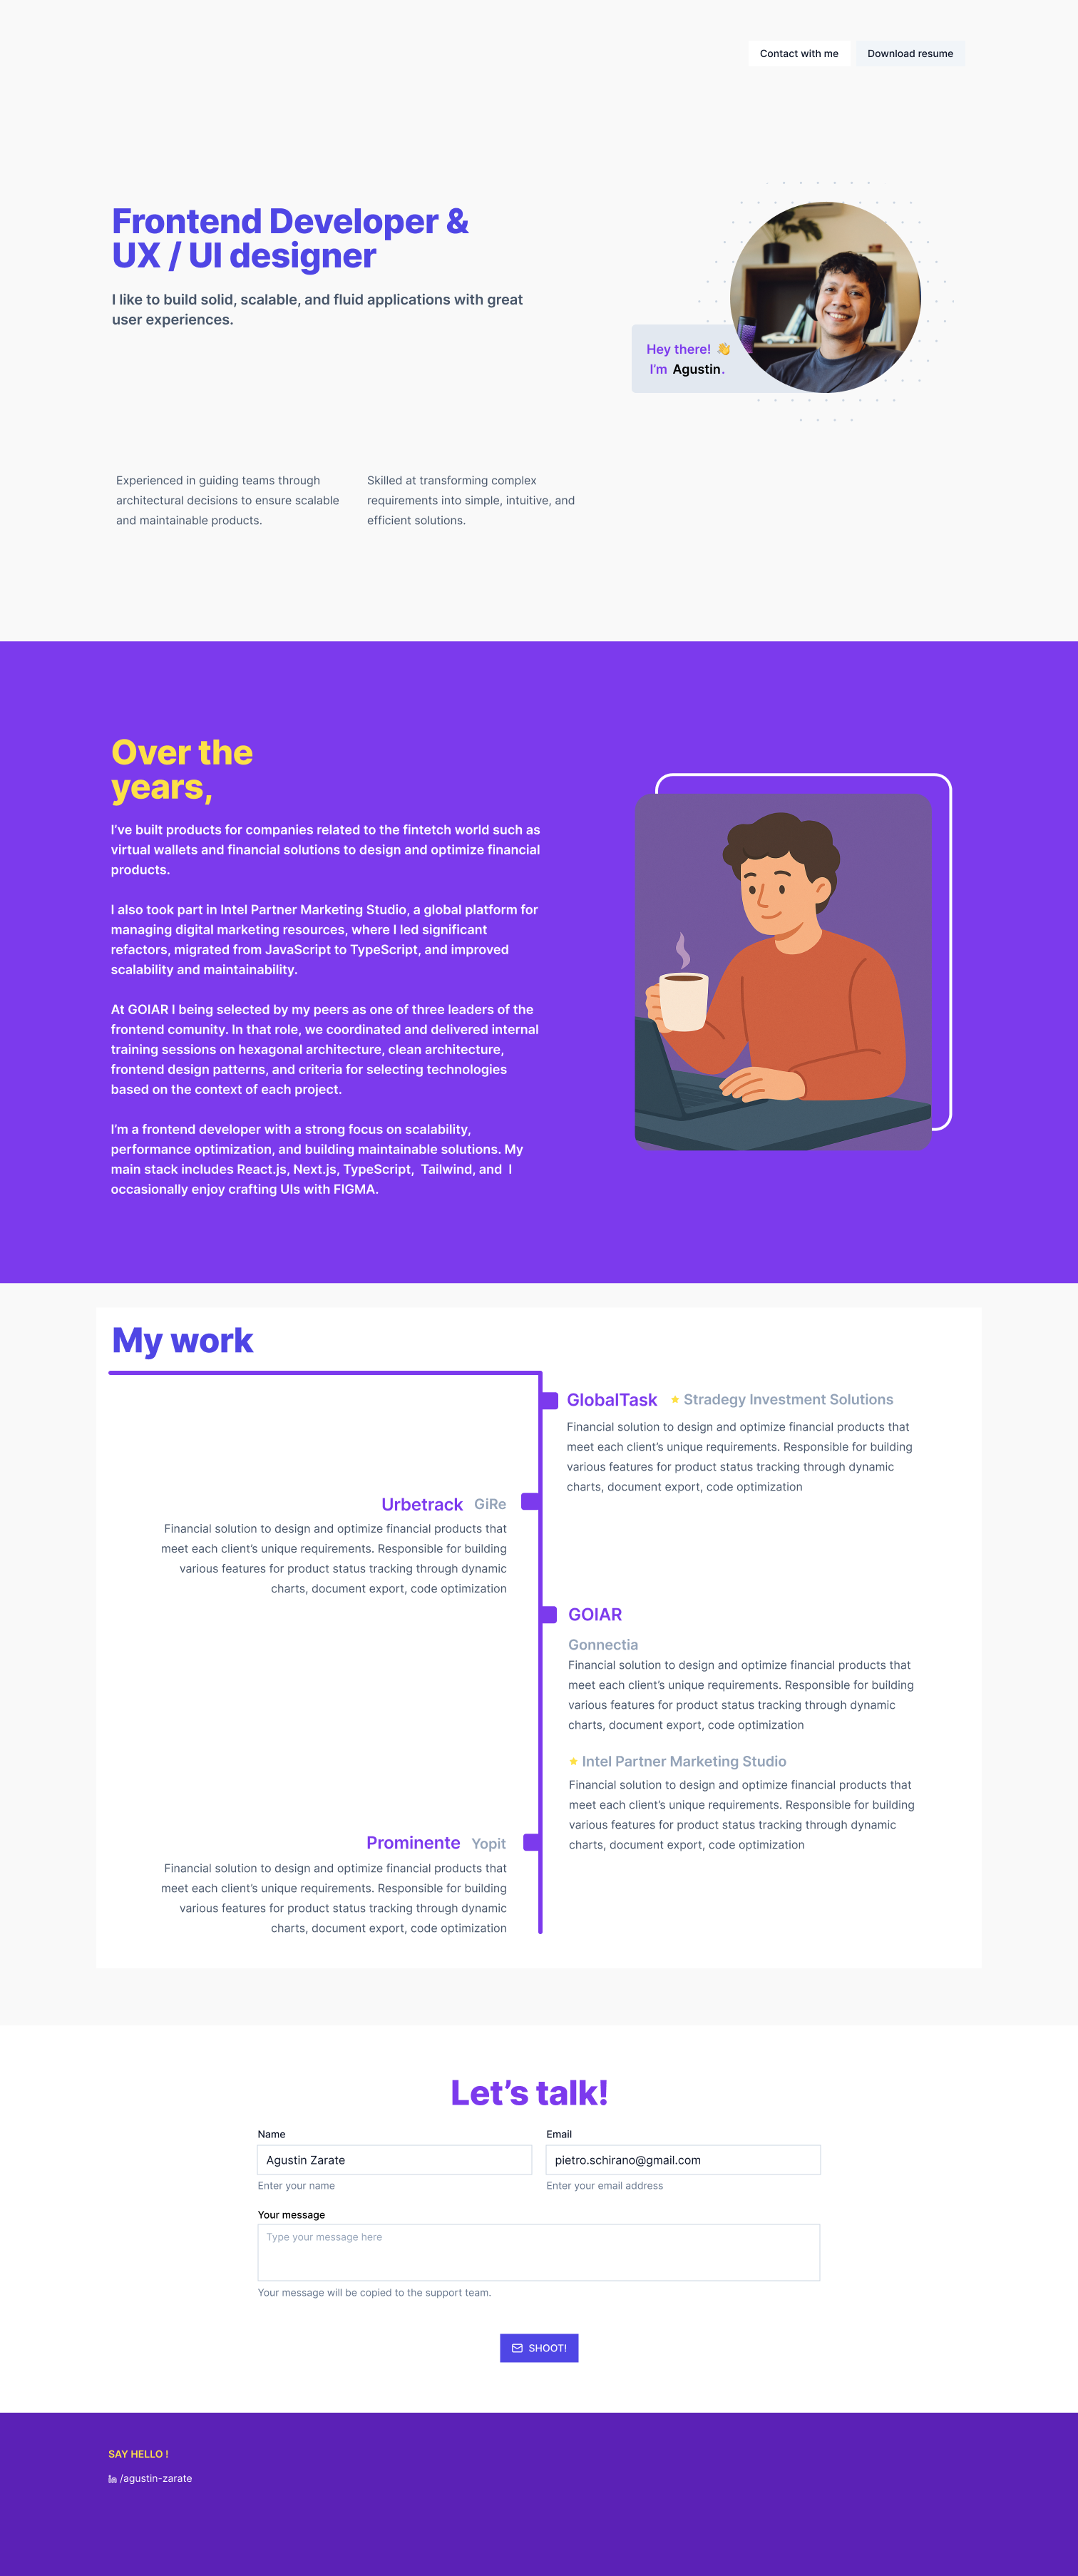 Contact with me
Download resume
Frontend Developer &
UX / UI designer
I like to build solid, scalable, and fluid applications with great
user experiences.
Hey there! 👋
I’m Agustin.
Experienced in guiding teams through
architectural decisions to ensure scalable
and maintainable products.
Skilled at transforming complex
requirements into simple, intuitive, and
efficient solutions.
Over the
years,
I’ve built products for companies related to the fintetch world such as
virtual wallets and financial solutions to design and optimize financial
products.
I also took part in Intel Partner Marketing Studio, a global platform for
managing digital marketing resources, where I led significant
refactors, migrated from JavaScript to TypeScript, and improved
scalability and maintainability.
At GOIAR I being selected by my peers as one of three leaders of the
frontend comunity. In that role, we coordinated and delivered internal
training sessions on hexagonal architecture, clean architecture,
frontend design patterns, and criteria for selecting technologies
based on the context of each project.
I’m a frontend developer with a strong focus on scalability,
performance optimization, and building maintainable solutions. My
main stack includes React.js, Next.js, TypeScript, Tailwind, and I
occasionally enjoy crafting UIs with FIGMA.
My work
GlobalTask Stradegy Investment Solutions
Financial solution to design and optimize financial products that
meet each client’s unique requirements. Responsible for building
various features for product status tracking through dynamic
charts, document export, code optimization
Urbetrack GiRe
Financial solution to design and optimize financial products that
meet each client’s unique requirements. Responsible for building
various features for product status tracking through dynamic
charts, document export, code optimization
GOIAR
Gonnectia
Financial solution to design and optimize financial products that
meet each client’s unique requirements. Responsible for building
various features for product status tracking through dynamic
charts, document export, code optimization
Intel Partner Marketing Studio
Financial solution to design and optimize financial products that
meet each client’s unique requirements. Responsible for building
various features for product status tracking through dynamic
charts, document export, code optimization
Prominente Yopit
Financial solution to design and optimize financial products that
meet each client’s unique requirements. Responsible for building
various features for product status tracking through dynamic
charts, document export, code optimization
Let’s talk!
Name
Agustin Zarate
Enter your name
Email
pietro.schirano@gmail.com
Enter your email address
Your message
Type your message here
Your message will be copied to the support team.
SHOOT!
SAY HELLO !
/agustin-zarate